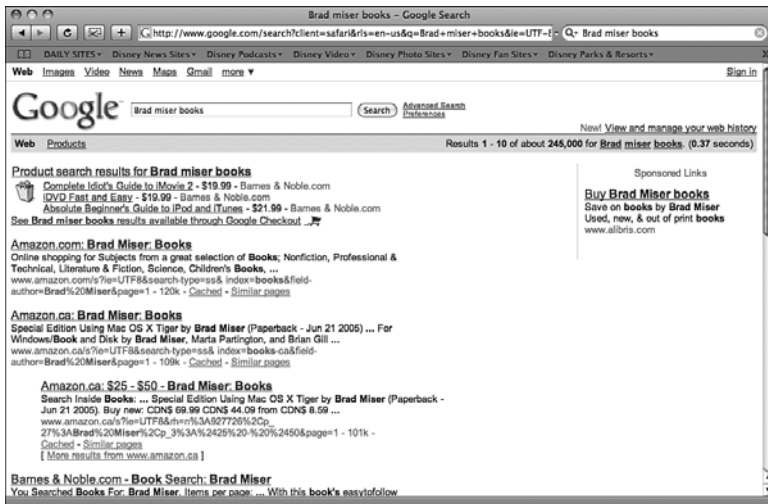 Brad miser books – Google Search
http://www.google.com/search?client=safari&rls=en-us&q=Brad+miser+books&ie=UTF-8 Brad miser books
DAILY SITES Disney News Sites Disney Podcasts Disney Video Disney Photo Sites Disney Fan Sites Disney Parks & Resorts
Web Images Video News Maps Gmail more ▼ Sign in
Google Brad miser books Search Advanced Search
Preferences
New! View and manage your web history
Web Products Results 1 - 10 of about 245,000 for Brad miser books. (0.37 seconds)
Product search results for Brad miser books
Complete Idiot's Guide to iMovie 2 - $19.99 - Barnes & Noble.com
iDVD Fast and Easy - $19.99 - Barnes & Noble.com
Absolute Beginner's Guide to iPod and iTunes - $21.99 - Barnes & Noble.com
See Brad miser books results available through Google Checkout
Amazon.com: Brad Miser: Books
Online shopping for Subjects from a great selection of Books; Nonfiction, Professional &
Technical, Literature & Fiction, Science, Children's Books, ...
www.amazon.com/s?ie=UTF8&search-type=ss& index=books&field-
author=Brad%20Miser&page=1 - 120k - Cached - Similar pages
Amazon.ca: Brad Miser: Books
Special Edition Using Mac OS X Tiger by Brad Miser (Paperback - Jun 21 2005) ... For
Windows/Book and Disk by Brad Miser, Marta Partington, and Brian Gill ...
www.amazon.ca/s?ie=UTF8&search-type=ss& index=books-ca&field-
author=Brad%20Miser&page=1 - 109k - Cached - Similar pages
Amazon.ca: $25 - $50 - Brad Miser: Books
Search Inside Books: ... Special Edition Using Mac OS X Tiger by Brad Miser (Paperback -
Jun 21 2005). Buy new: CDN$ 69.99 CDN$ 44.09 from CDN$ 8.59 ...
www.amazon.ca/s?ie=UTF8&rh=n%3A927726%2Cp_
27%3ABrad%20Miser%2Cp_3%3A%2425%20-%20%2450&page=1 - 101k -
Cached - Similar pages
[ More results from www.amazon.ca ]
Barnes & Noble.com - Book Search: Brad Miser
You Searched Books For: Brad Miser. Items per page: ... With this book's easytofollow
Sponsored Links
Buy Brad Miser books
Save on books by Brad Miser
Used, new, & out of print books
www.alibris.com